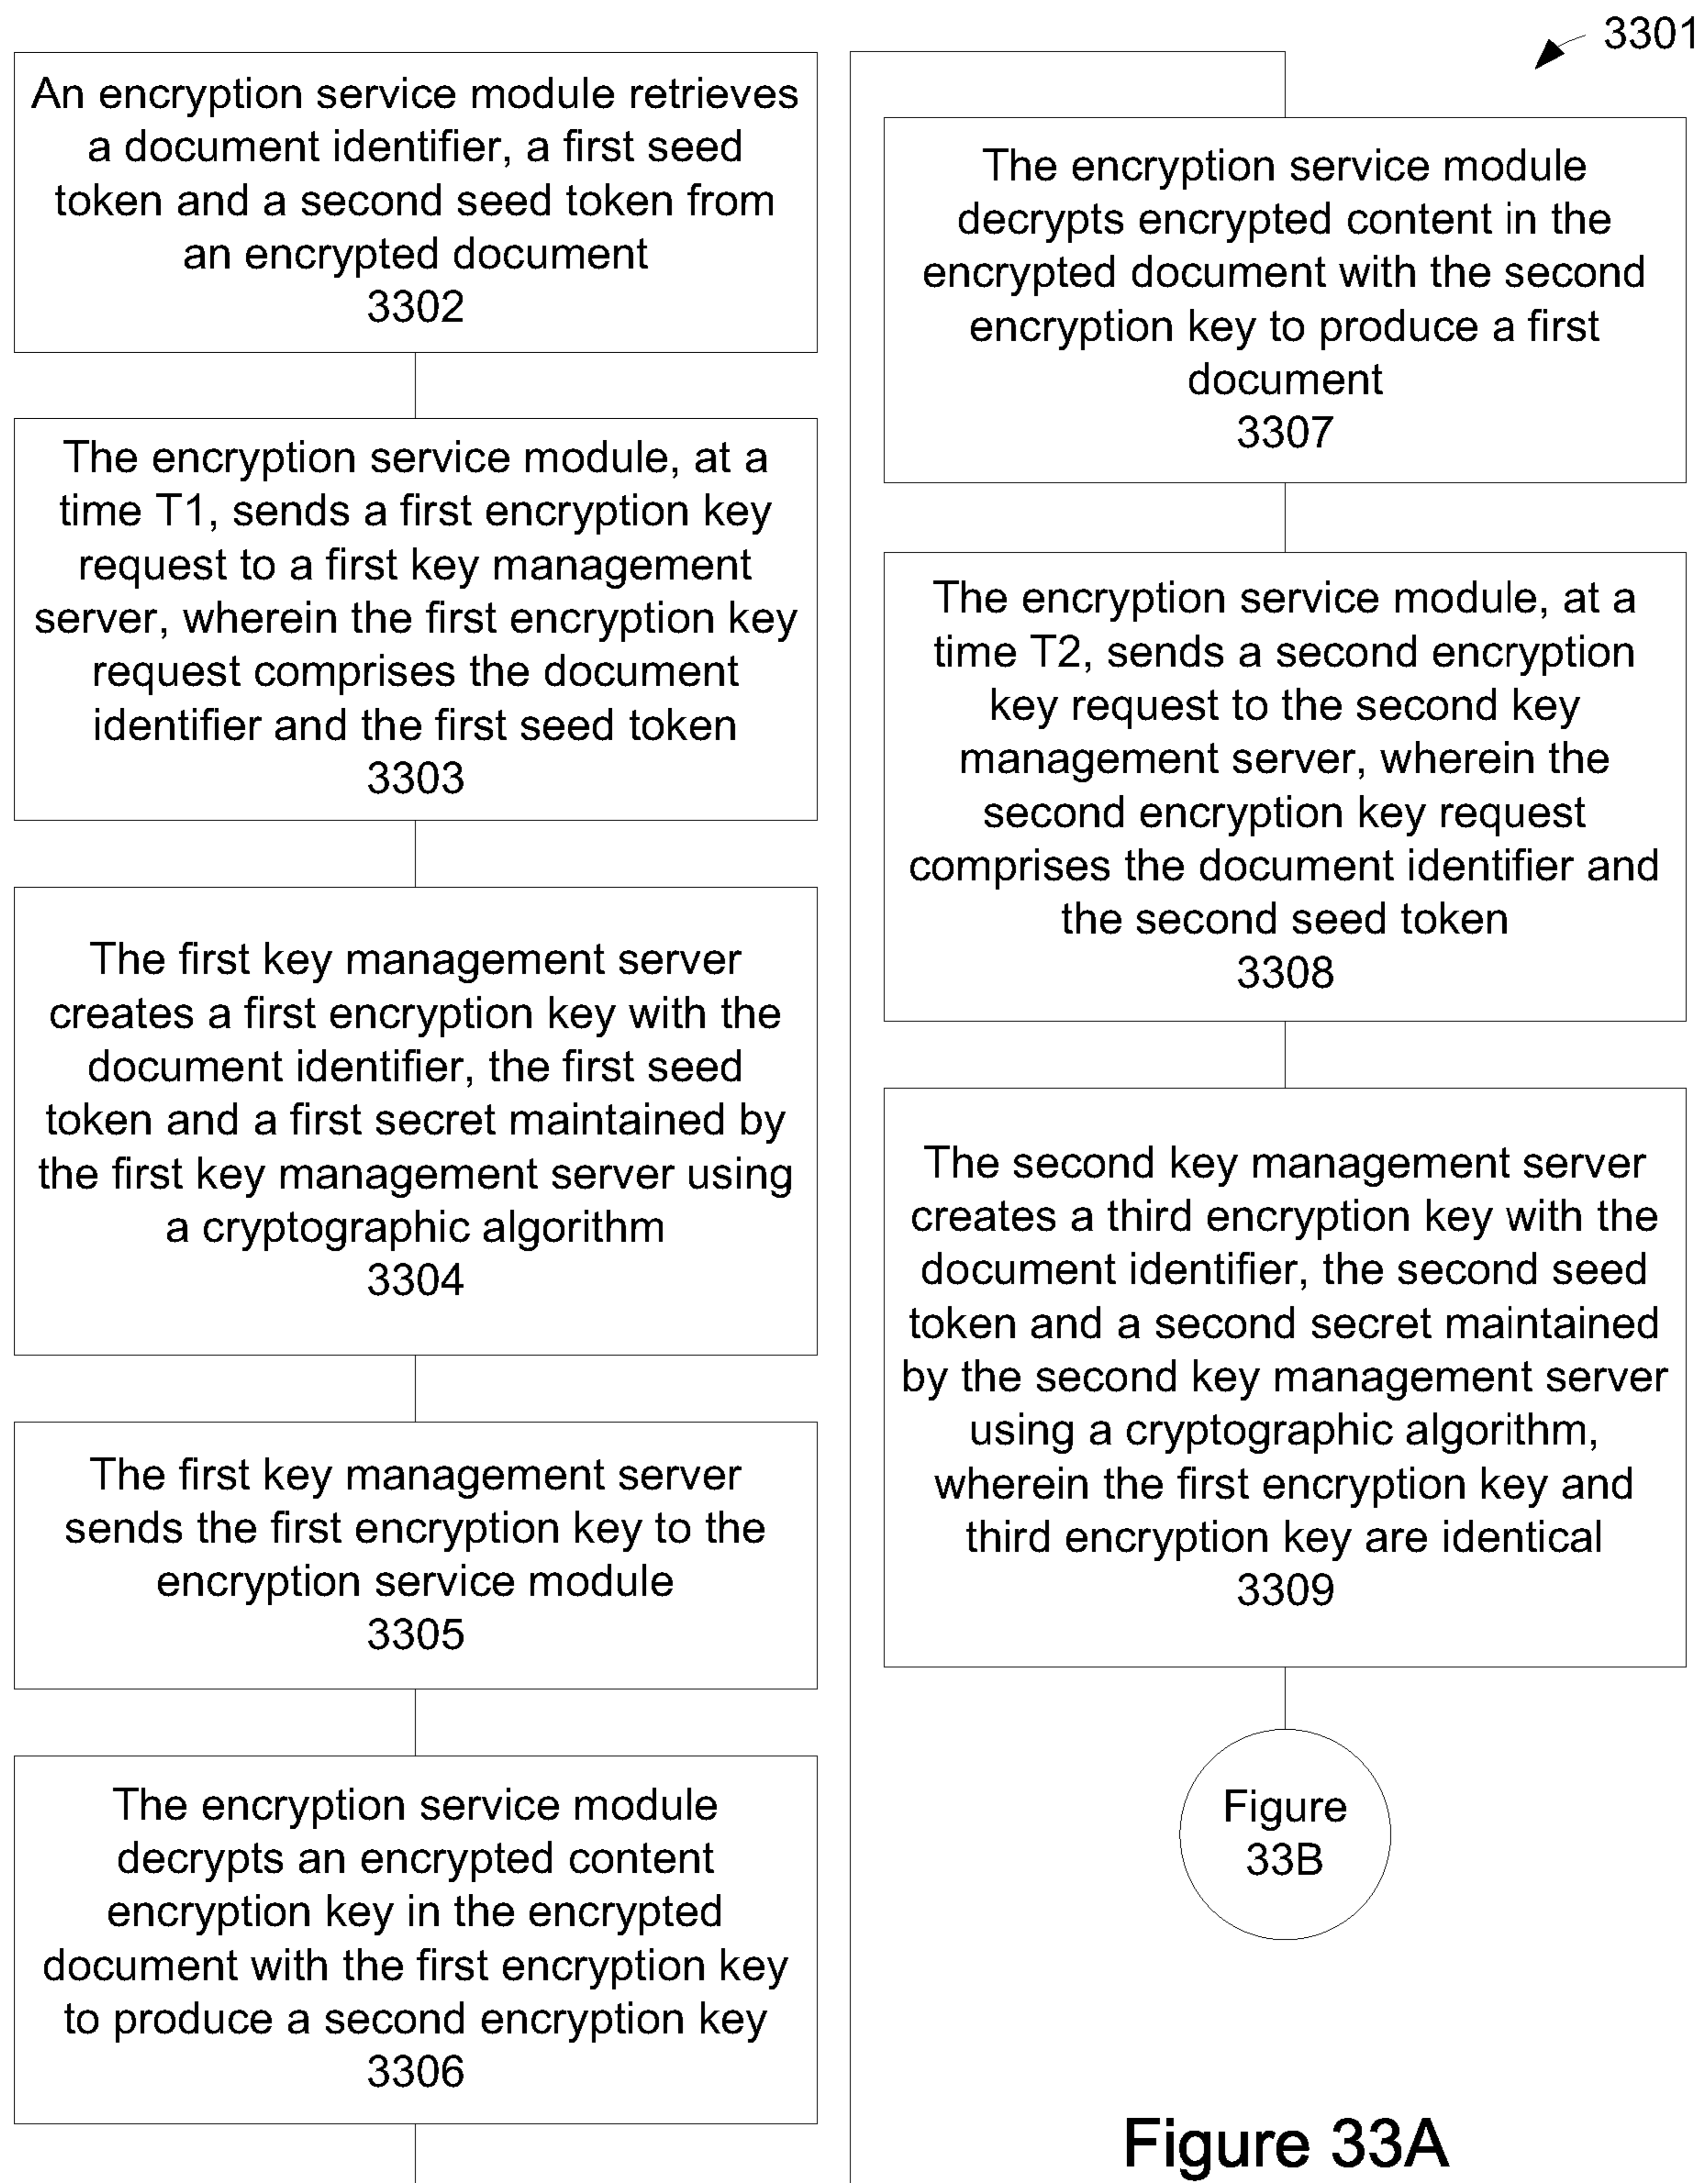 3301
An encryption service module retrieves
a document identifier, a first seed
token and a second seed token from
an encrypted document
3302
The encryption service module, at a
time T1, sends a first encryption key
request to a first key management
server, wherein the first encryption key
request comprises the document
identifier and the first seed token
3303
The first key management server
creates a first encryption key with the
document identifier, the first seed
token and a first secret maintained by
the first key management server using
a cryptographic algorithm
3304
The first key management server
sends the first encryption key to the
encryption service module
3305
The encryption service module
decrypts an encrypted content
encryption key in the encrypted
document with the first encryption key
to produce a second encryption key
3306
The encryption service module
decrypts encrypted content in the
encrypted document with the second
encryption key to produce a first
document
3307
The encryption service module, at a
time T2, sends a second encryption
key request to the second key
management server, wherein the
second encryption key request
comprises the document identifier and
the second seed token
3308
The second key management server
creates a third encryption key with the
document identifier, the second seed
token and a second secret maintained
by the second key management server
using a cryptographic algorithm,
wherein the first encryption key and
third encryption key are identical
3309
Figure
33B
Figure 33A